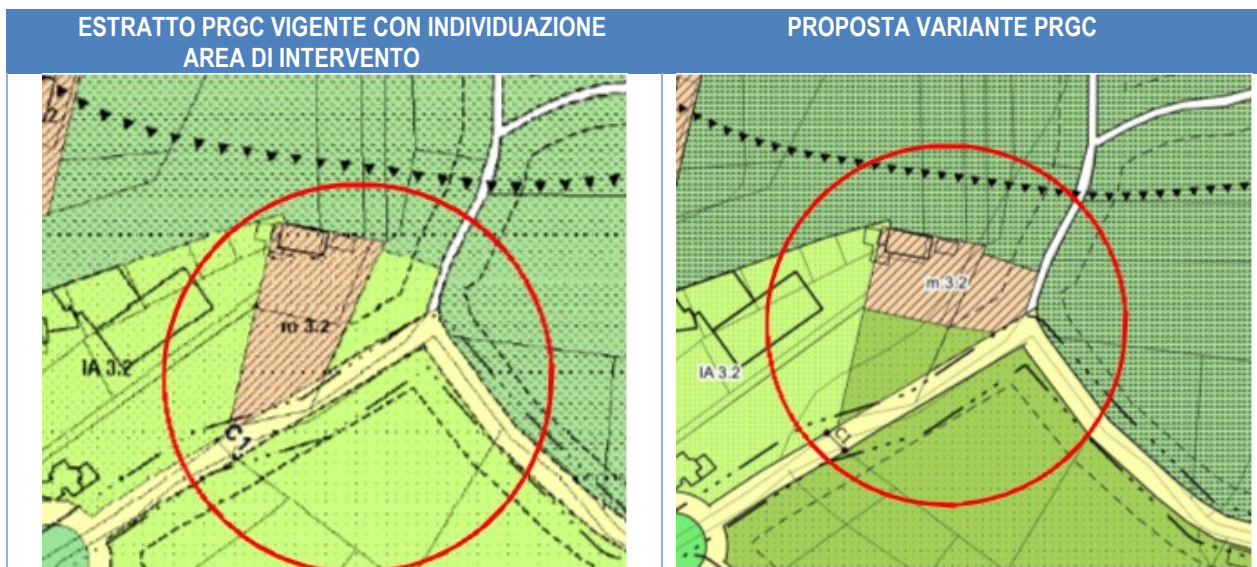 ESTRATTO PRGC VIGENTE CON INDIVIDUAZIONE
AREA DI INTERVENTO
PROPOSTA VARIANTE PRGC
m 3.2
IA 3.2
C1
m 3.2
IA 3.2
C1